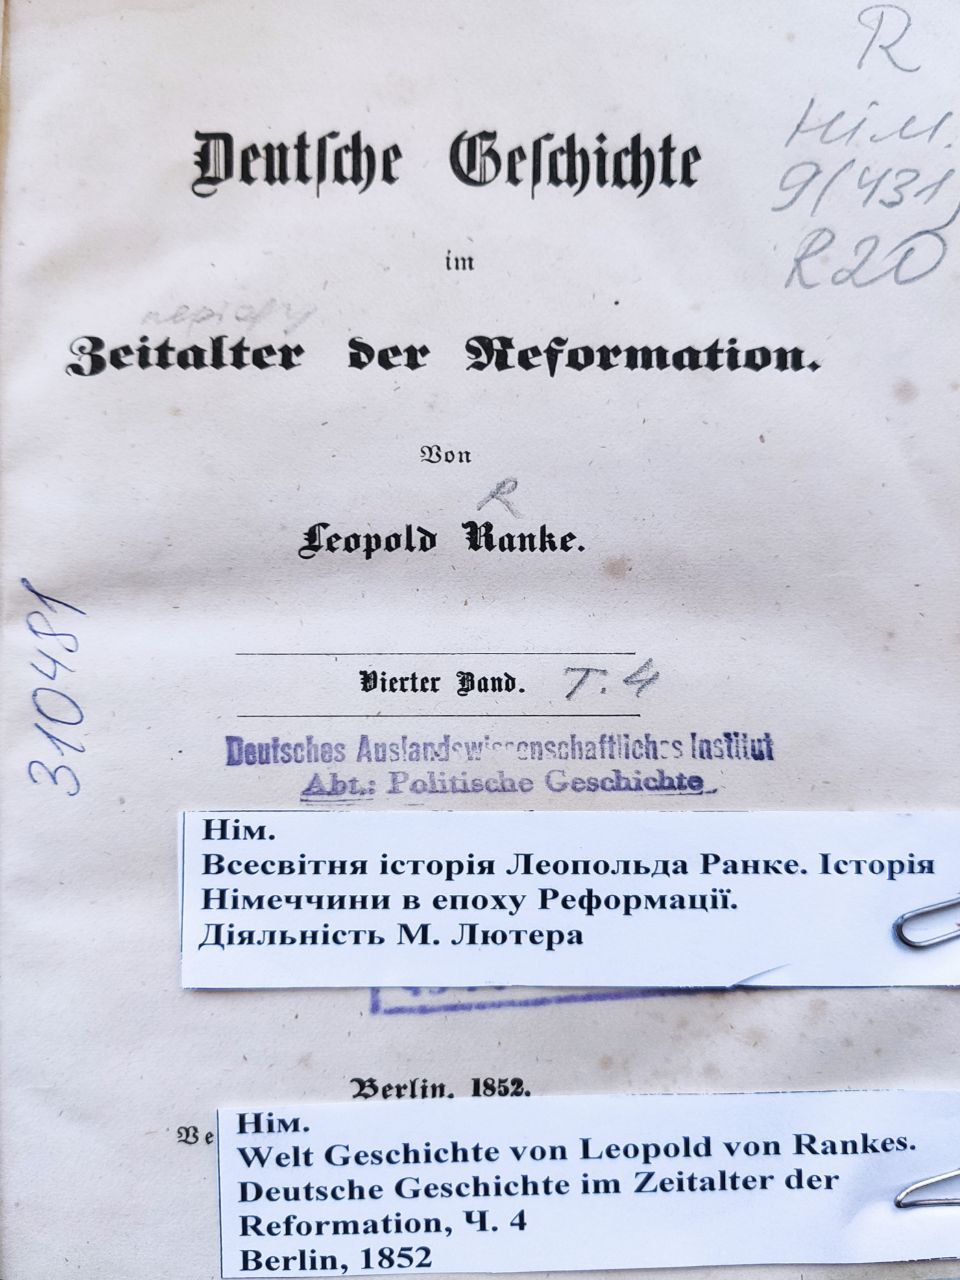 R
нім.
9(431)
R20
Deutsche Geschichte
im
періоду
Zeitalter der Reformation.
Von
R
Leopold Ranke.
310481
Vierter Band. Т. 4
Deutsches Auslandswissenschaftliches Institut
Abt.: Politische Geschichte
Нім.
Всесвітня історія Леопольда Ранке. Історія
Німеччини в епоху Реформації.
Діяльність М. Лютера
Berlin, 1852.
Ve
Нім.
Welt Geschichte von Leopold von Rankes.
Deutsche Geschichte im Zeitalter der
Reformation, Ч. 4
Berlin, 1852